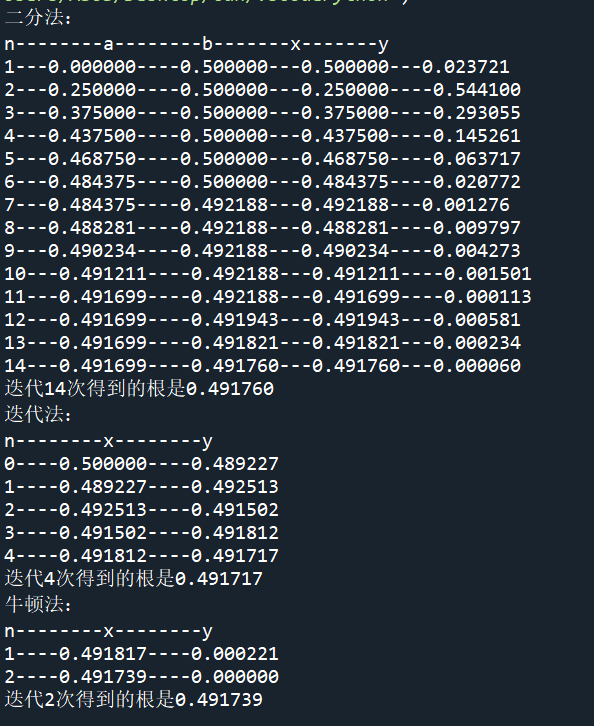 二分法:
n--------a--------b-------x-------y
1---0.000000----0.500000---0.500000---0.023721
2---0.250000----0.500000---0.250000----0.544100
3---0.375000----0.500000---0.375000----0.293055
4---0.437500----0.500000---0.437500----0.145261
5---0.468750----0.500000---0.468750----0.063717
6---0.484375----0.500000---0.484375----0.020772
7---0.484375----0.492188---0.492188---0.001276
8---0.488281----0.492188---0.488281----0.009797
9---0.490234----0.492188---0.490234----0.004273
10---0.491211----0.492188---0.491211----0.001501
11---0.491699----0.492188---0.491699----0.000113
12---0.491699----0.491943---0.491943---0.000581
13---0.491699----0.491821---0.491821---0.000234
14---0.491699----0.491760---0.491760---0.000060
迭代14次得到的根是0.491760
迭代法:
n--------x--------y
0----0.500000----0.489227
1----0.489227----0.492513
2----0.492513----0.491502
3----0.491502----0.491812
4----0.491812----0.491717
迭代4次得到的根是0.491717
牛顿法:
n--------x--------y
1----0.491817----0.000221
2----0.491739----0.000000
迭代2次得到的根是0.491739